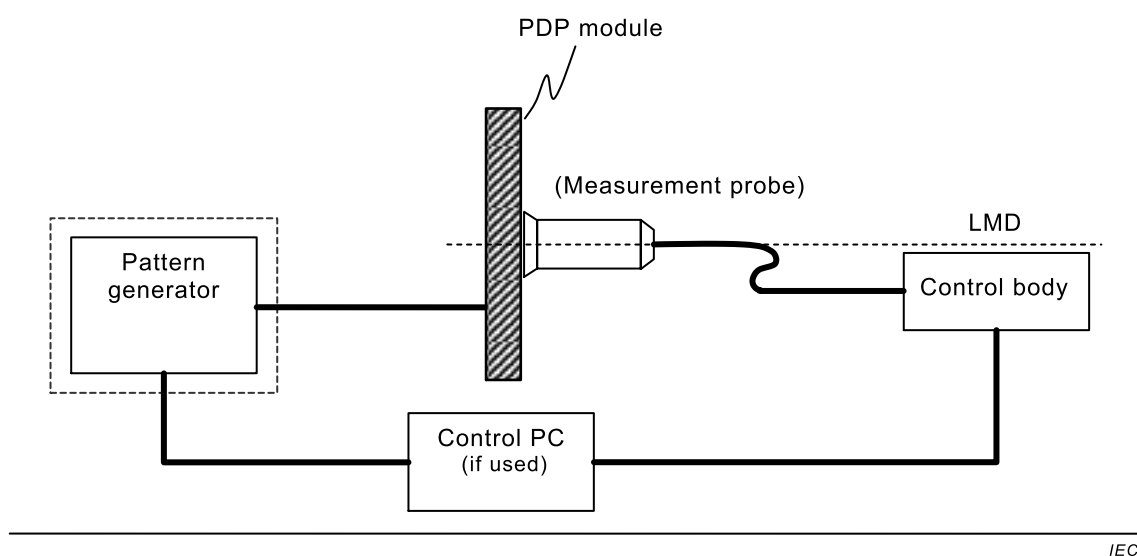 PDP module
(Measurement probe)
LMD
Pattern
generator
Control body
Control PC
(if used)
IEC